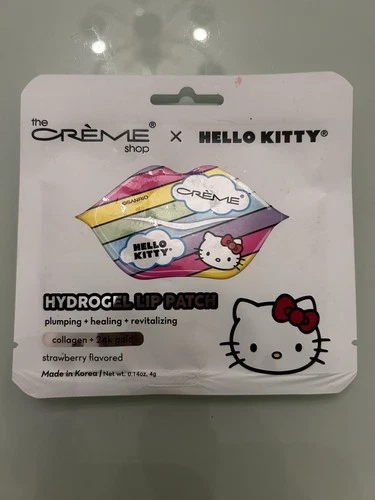 the
CRÈME®
shop
x
HELLO KITTY®
©SANRIO
CRÈME®
HELLO
KITTY®
HYDROGEL LIP PATCH
plumping + healing + revitalizing
collagen + 24k gold
strawberry flavored
Made in Korea / Net wt. 0.14oz, 4g